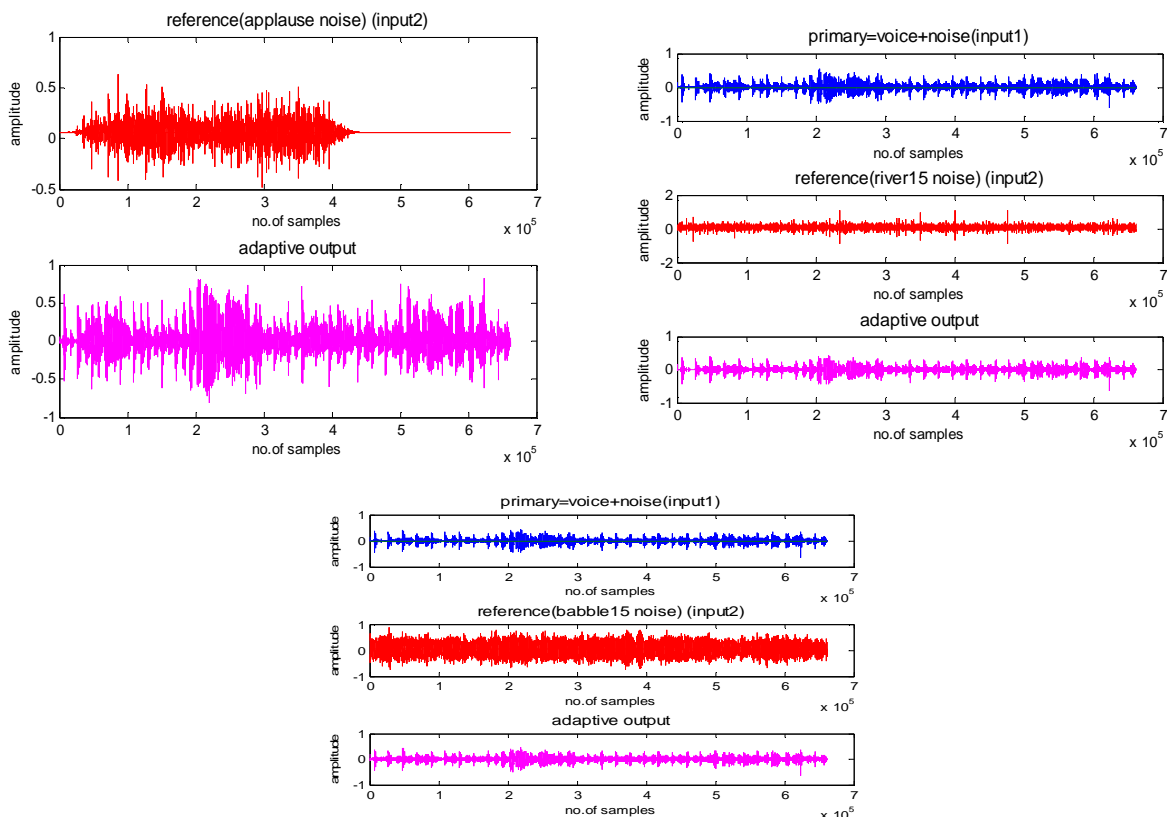 reference(applause noise) (input2)
1
0.5
0
-0.5
amplitude
0 1 2 3 4 5 6 7
no.of samples
x 10^5
adaptive output
1
0.5
0
-0.5
-1
amplitude
0 1 2 3 4 5 6 7
no.of samples
x 10^5
primary=voice+noise(input1)
1
0
-1
amplitude
0 1 2 3 4 5 6 7
no.of samples
x 10^5
reference(river15 noise) (input2)
2
0
-2
amplitude
0 1 2 3 4 5 6 7
no.of samples
x 10^5
adaptive output
1
0
-1
amplitude
0 1 2 3 4 5 6 7
no.of samples
x 10^5
primary=voice+noise(input1)
1
0
-1
amplitude
0 1 2 3 4 5 6 7
no.of samples
x 10^5
reference(babble15 noise) (input2)
1
0
-1
amplitude
0 1 2 3 4 5 6 7
no.of samples
x 10^5
adaptive output
1
0
-1
amplitude
0 1 2 3 4 5 6 7
no.of samples
x 10^5